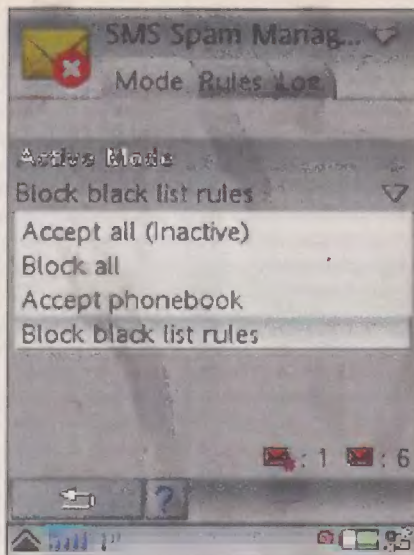 SMS Spam Manag...
Mode Rules Log
Active Mode
Block black list rules
Accept all (Inactive)
Block all
Accept phonebook
Block black list rules
: 1 : 6
?